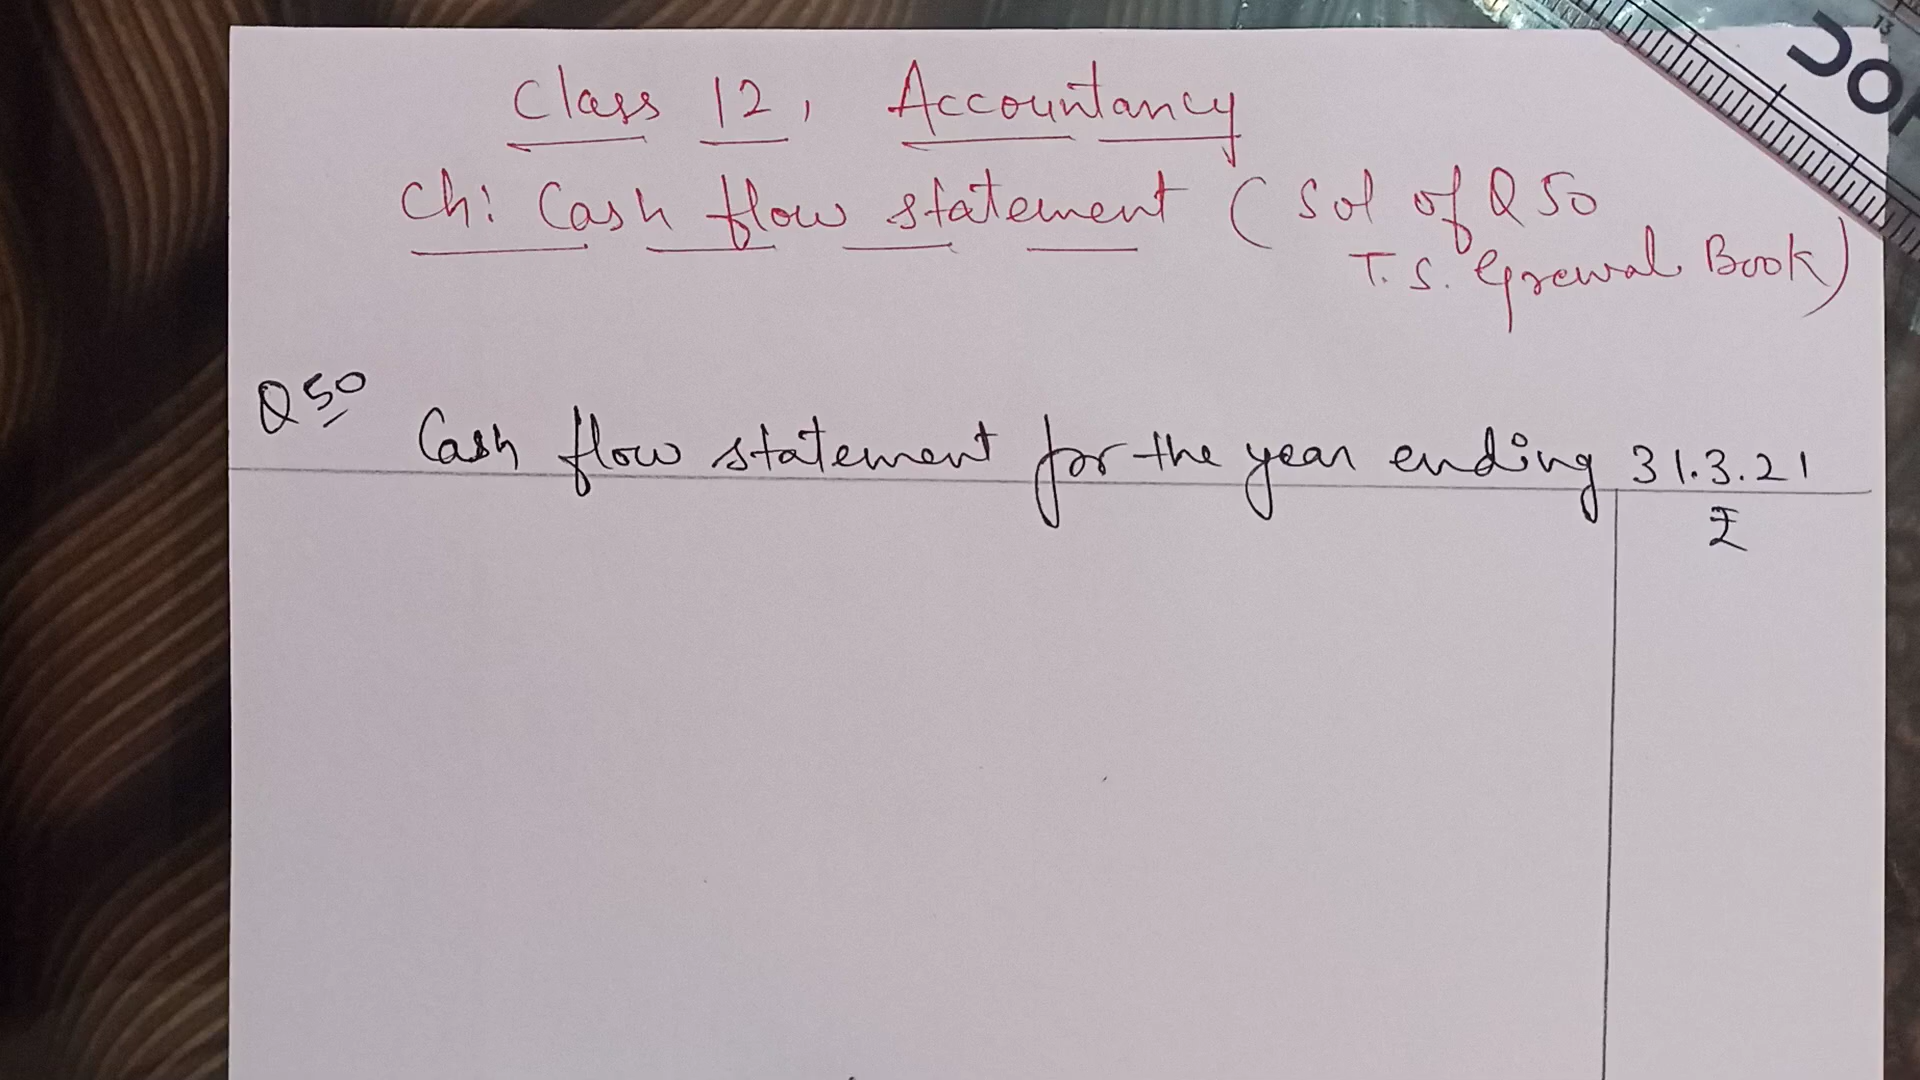 Class 12, Accountancy
Ch: Cash flow statement (Sol of Q 50
T.S. Grewal Book)
Q 50
Cash flow statement for the year ending 31.3.21
₹
13